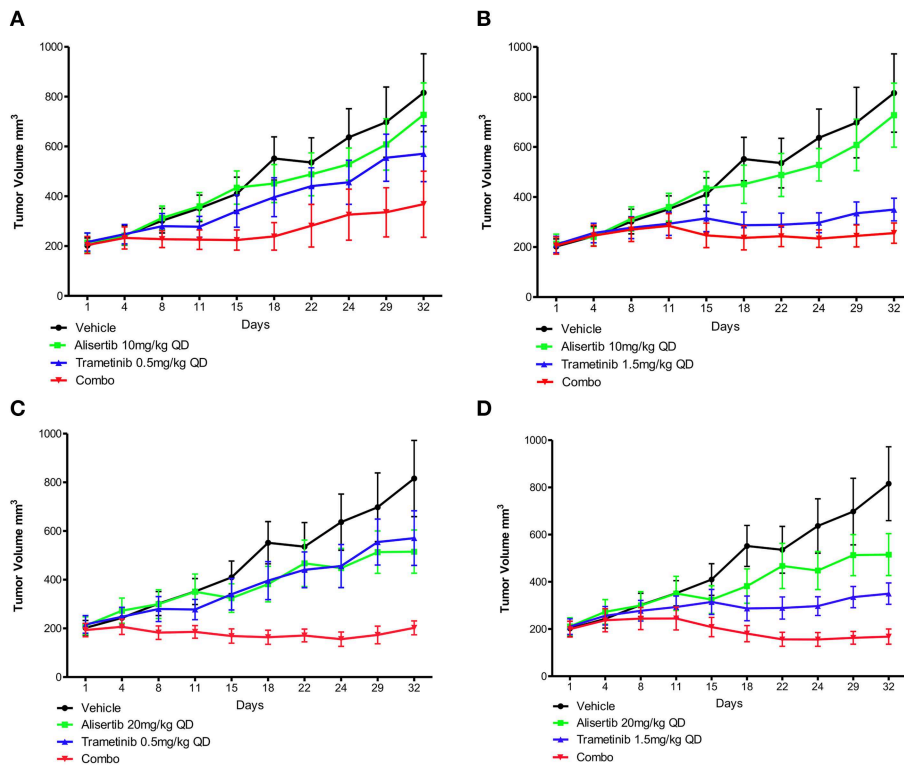 A
1000
800
600
400
200
0
Tumor Volume mm3
1 4 8 11 15 18 22 24 29 32
Days
Vehicle
Alisertib 10mg/kg QD
Trametinib 0.5mg/kg QD
Combo
B
1000
800
600
400
200
0
Tumor Volume mm3
1 4 8 11 15 18 22 24 29 32
Days
Vehicle
Alisertib 10mg/kg QD
Trametinib 1.5mg/kg QD
Combo
C
1000
800
600
400
200
0
Tumor Volume mm3
1 4 8 11 15 18 22 24 29 32
Days
Vehicle
Alisertib 20mg/kg QD
Trametinib 0.5mg/kg QD
Combo
D
1000
800
600
400
200
0
Tumor Volume mm3
1 4 8 11 15 18 22 24 29 32
Days
Vehicle
Alisertib 20mg/kg QD
Trametinib 1.5mg/kg QD
Combo